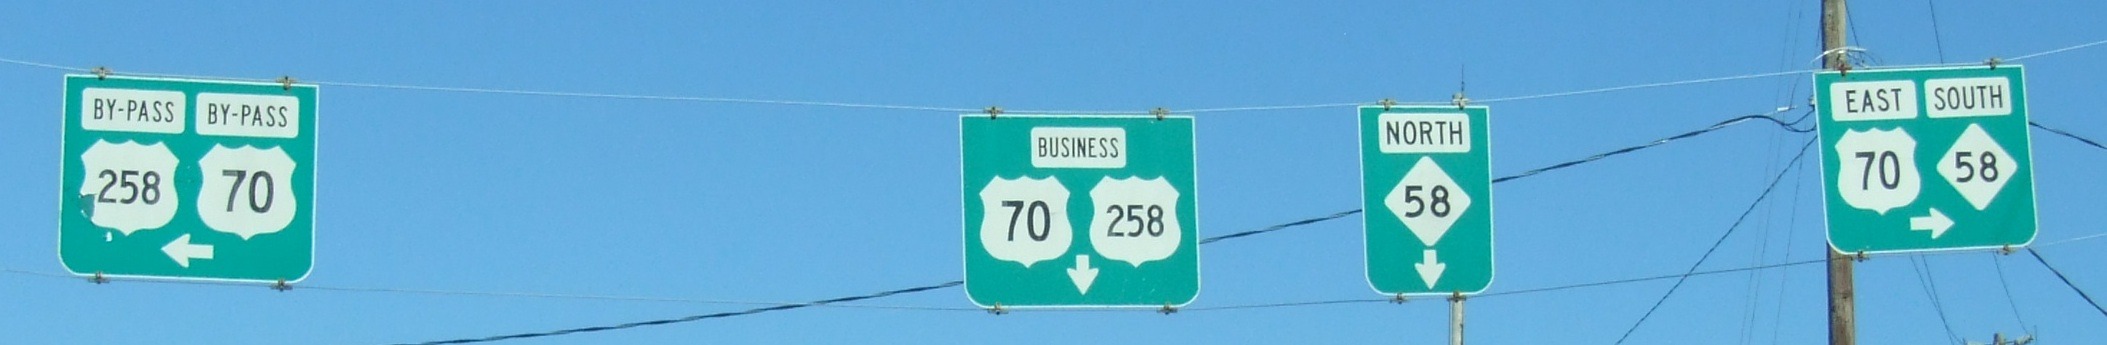 BY-PASS BY-PASS
258 70
BUSINESS
70 258
NORTH
58
EAST SOUTH
70 58